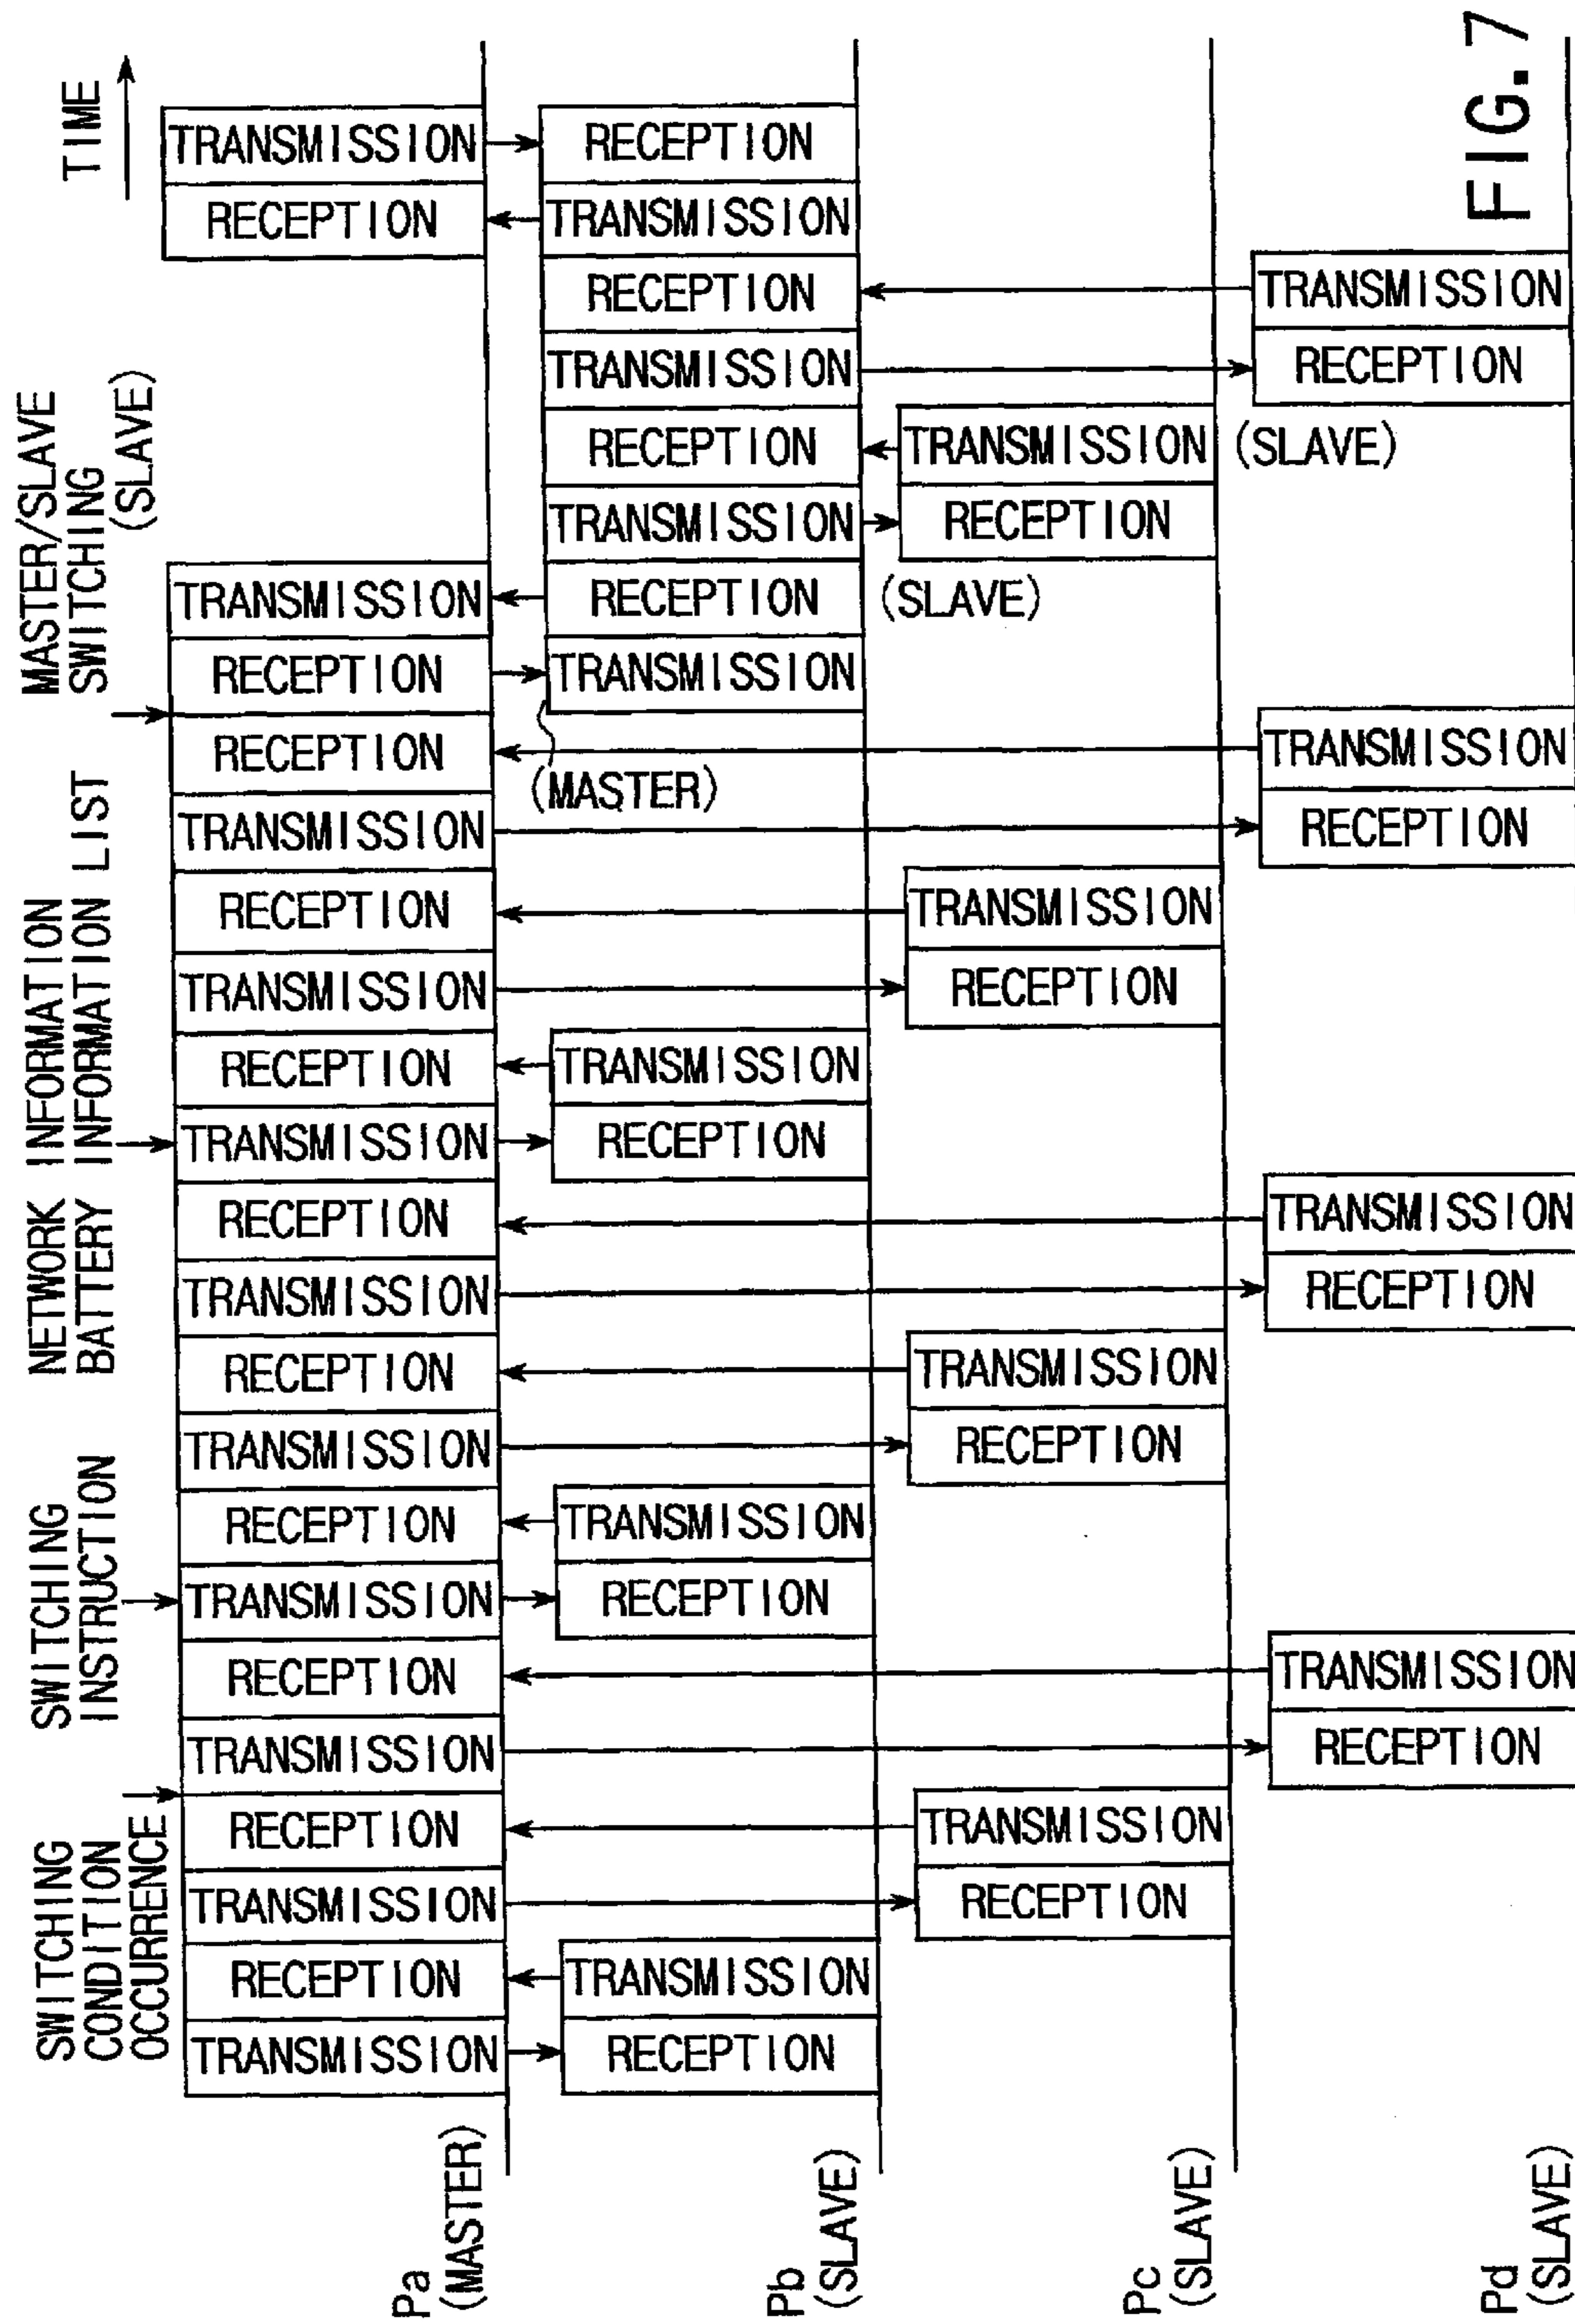 SWITCHING
CONDITION
OCCURRENCE
SWITCHING
INSTRUCTION
NETWORK INFORMATION
BATTERY INFORMATION LIST
MASTER/SLAVE
SWITCHING
(SLAVE)
TIME
Pa
(MASTER)
TRANSMISSION
RECEPTION
TRANSMISSION
RECEPTION
TRANSMISSION
RECEPTION
TRANSMISSION
RECEPTION
TRANSMISSION
RECEPTION
TRANSMISSION
RECEPTION
TRANSMISSION
RECEPTION
TRANSMISSION
RECEPTION
TRANSMISSION
RECEPTION
RECEPTION
TRANSMISSION
RECEPTION
TRANSMISSION
(MASTER)
Pb
(SLAVE)
RECEPTION
TRANSMISSION
RECEPTION
TRANSMISSION
RECEPTION
TRANSMISSION
TRANSMISSION
RECEPTION
TRANSMISSION
RECEPTION
TRANSMISSION
RECEPTION
TRANSMISSION
RECEPTION
(SLAVE)
Pc
(SLAVE)
RECEPTION
TRANSMISSION
RECEPTION
TRANSMISSION
RECEPTION
TRANSMISSION
RECEPTION
TRANSMISSION
(SLAVE)
Pd
(SLAVE)
RECEPTION
TRANSMISSION
RECEPTION
TRANSMISSION
RECEPTION
TRANSMISSION
RECEPTION
TRANSMISSION
FIG. 7